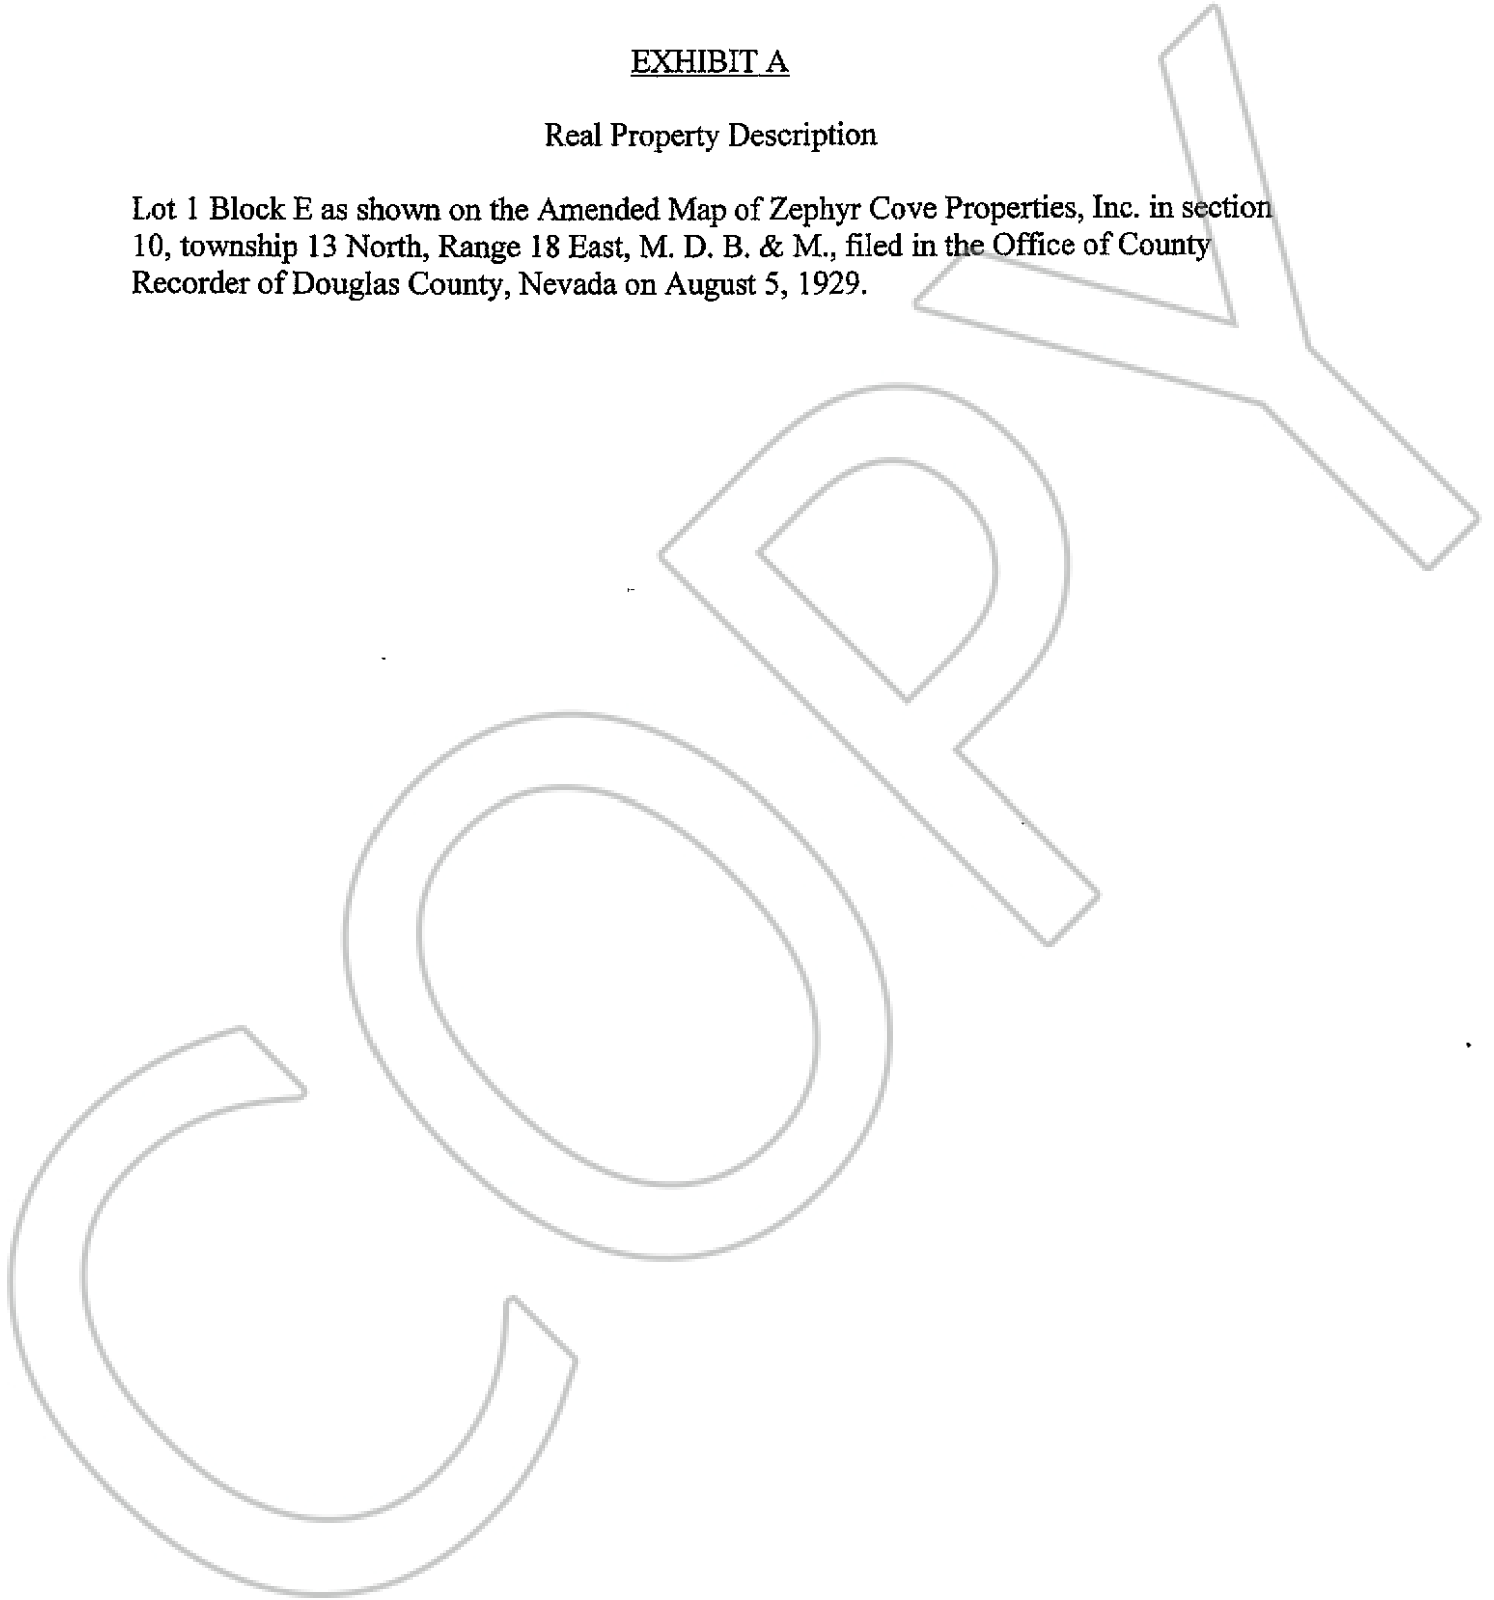 EXHIBIT A
Real Property Description
Lot 1 Block E as shown on the Amended Map of Zephyr Cove Properties, Inc. in section
10, township 13 North, Range 18 East, M. D. B. & M., filed in the Office of County
Recorder of Douglas County, Nevada on August 5, 1929.
COPY